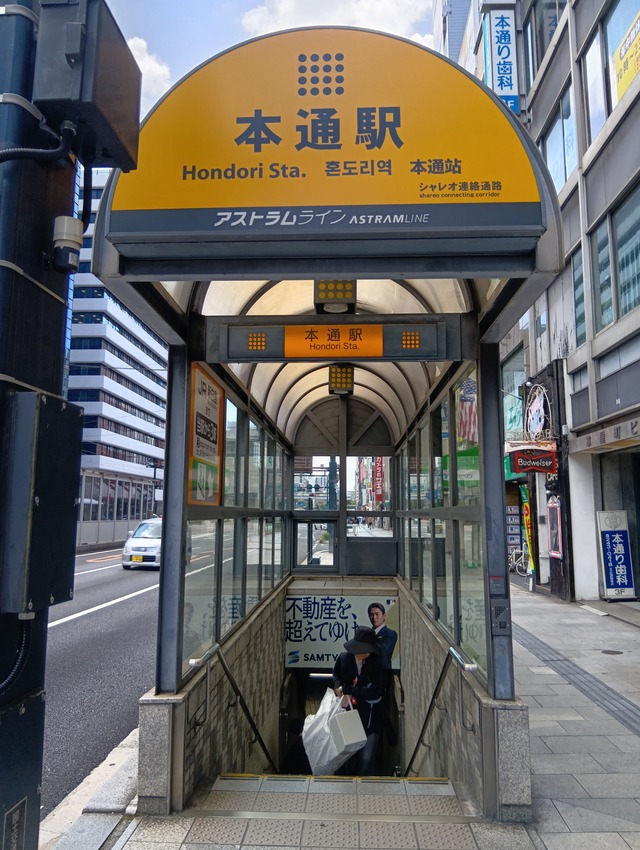 本通り歯科
本通駅
Hondori Sta. 혼도리역 本通站
シャレオ連絡通路
shareo connecting corridor
アストラムライン ASTRAMLINE
本通駅
Hondori Sta.
JR
Budweiser
不動産を、
超えてゆけ
SAMTY
本通り歯科
3F